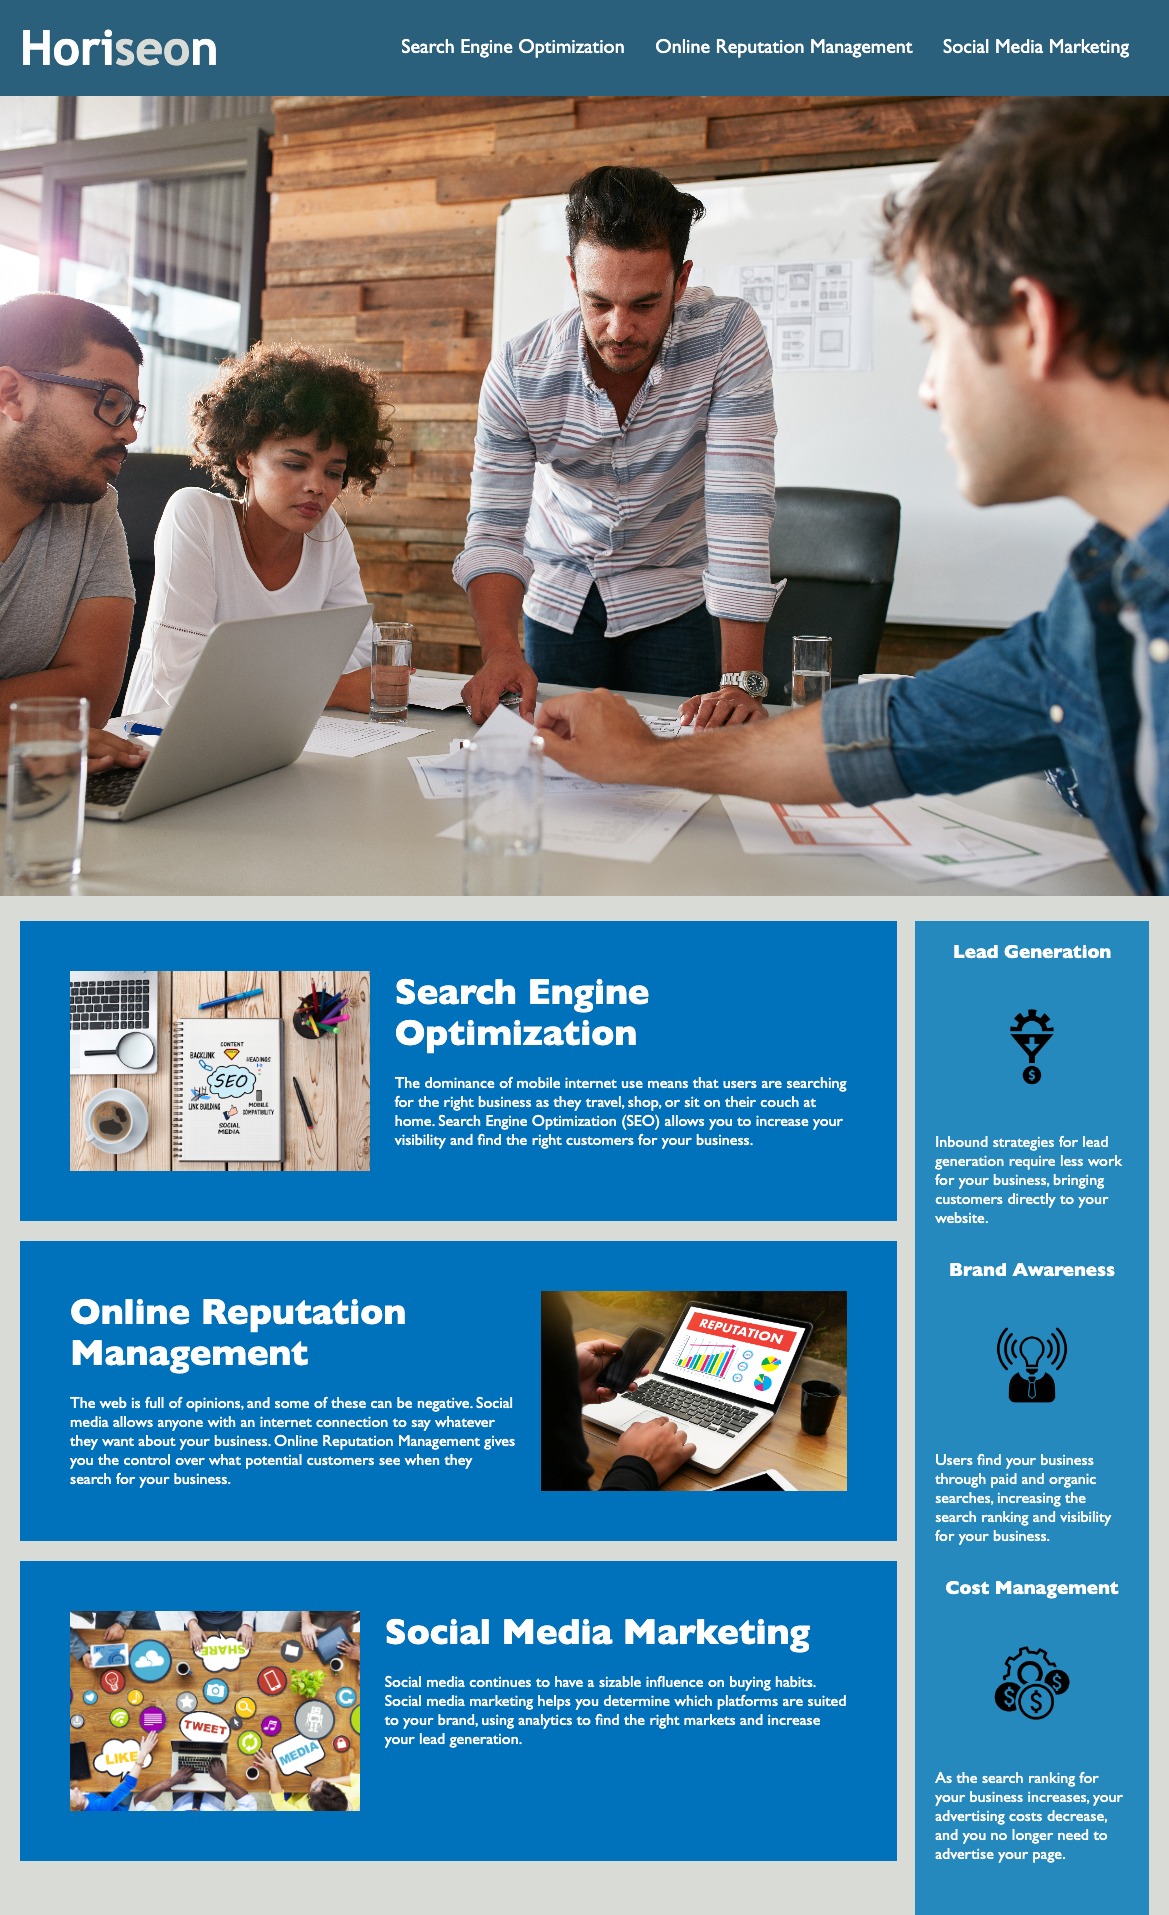 Horiseon
Search Engine Optimization
Online Reputation Management
Social Media Marketing
CONTENT
BACKLINK
HEADINGS
SEO
LINK BUILDING
MOBILE
COMPATIBILITY
SOCIAL
MEDIA
Search Engine
Optimization
The dominance of mobile internet use means that users are searching
for the right business as they travel, shop, or sit on their couch at
home. Search Engine Optimization (SEO) allows you to increase your
visibility and find the right customers for your business.
Online Reputation
Management
The web is full of opinions, and some of these can be negative. Social
media allows anyone with an internet connection to say whatever
they want about your business. Online Reputation Management gives
you the control over what potential customers see when they
search for your business.
REPUTATION
SHARE
TWEET
LIKE
MEDIA
Social Media Marketing
Social media continues to have a sizable influence on buying habits.
Social media marketing helps you determine which platforms are suited
to your brand, using analytics to find the right markets and increase
your lead generation.
Lead Generation
$
Inbound strategies for lead
generation require less work
for your business, bringing
customers directly to your
website.
Brand Awareness
Users find your business
through paid and organic
searches, increasing the
search ranking and visibility
for your business.
Cost Management
$ $ $
As the search ranking for
your business increases, your
advertising costs decrease,
and you no longer need to
advertise your page.